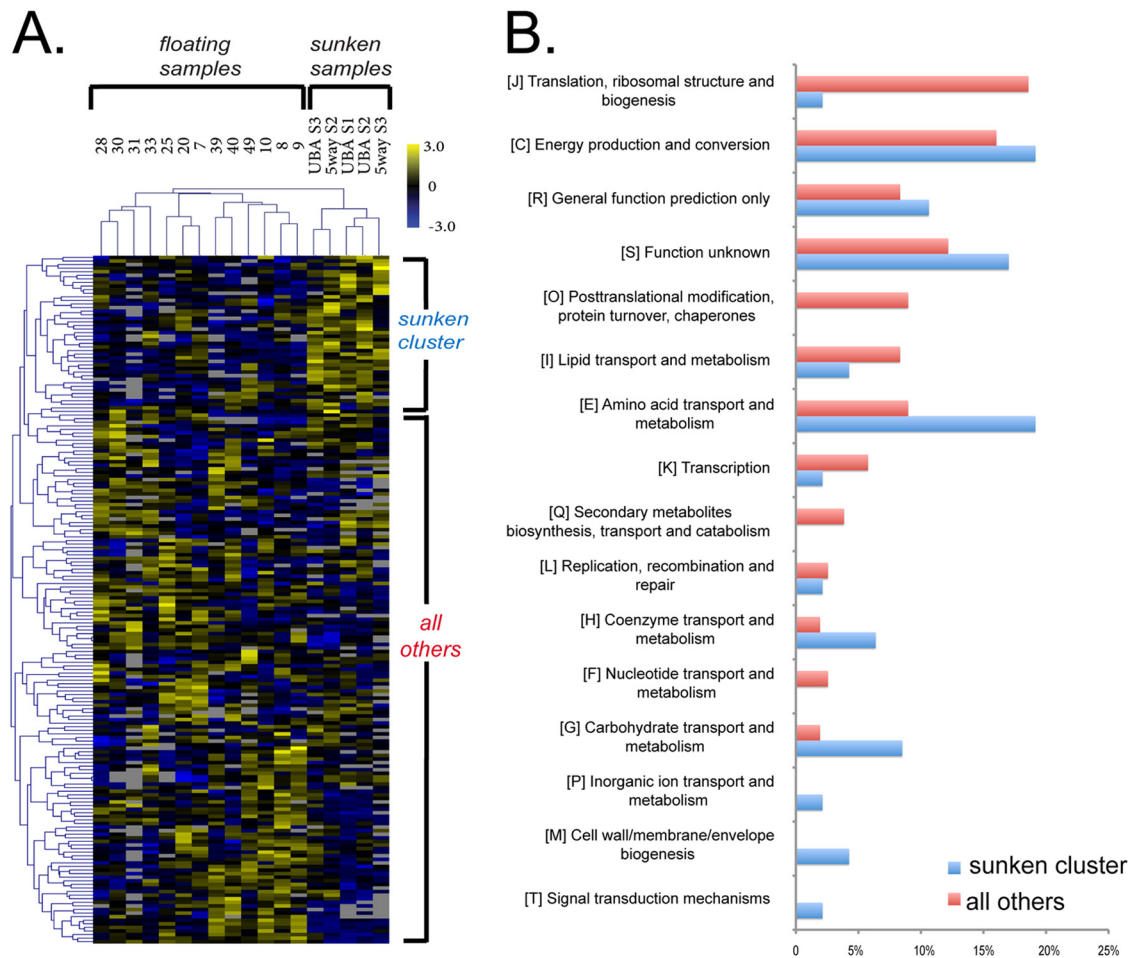 A.
floating
samples
sunken
samples
28 30 31 33 25 20 7 39 40 49 10 8 9 UBA S3 5way S2 UBA S1 UBA S2 5way S3
3.0
0
-3.0
sunken
cluster
all
others
B.
[J] Translation, ribosomal structure and
biogenesis
[C] Energy production and conversion
[R] General function prediction only
[S] Function unknown
[O] Posttranslational modification,
protein turnover, chaperones
[I] Lipid transport and metabolism
[E] Amino acid transport and
metabolism
[K] Transcription
[Q] Secondary metabolites
biosynthesis, transport and catabolism
[L] Replication, recombination and
repair
[H] Coenzyme transport and
metabolism
[F] Nucleotide transport and
metabolism
[G] Carbohydrate transport and
metabolism
[P] Inorganic ion transport and
metabolism
[M] Cell wall/membrane/envelope
biogenesis
[T] Signal transduction mechanisms
sunken cluster
all others
0 5% 10% 15% 20% 25%